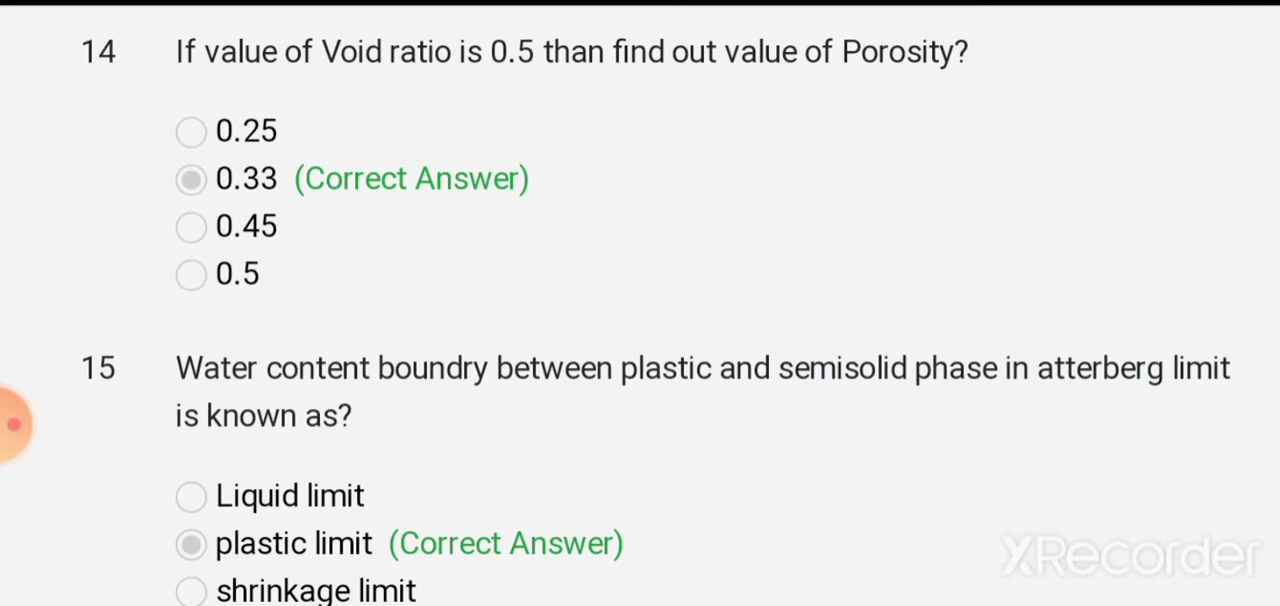 14 If value of Void ratio is 0.5 than find out value of Porosity?
0.25
0.33 (Correct Answer)
0.45
0.5
15 Water content boundry between plastic and semisolid phase in atterberg limit
is known as?
Liquid limit
plastic limit (Correct Answer)
shrinkage limit
XRecorder